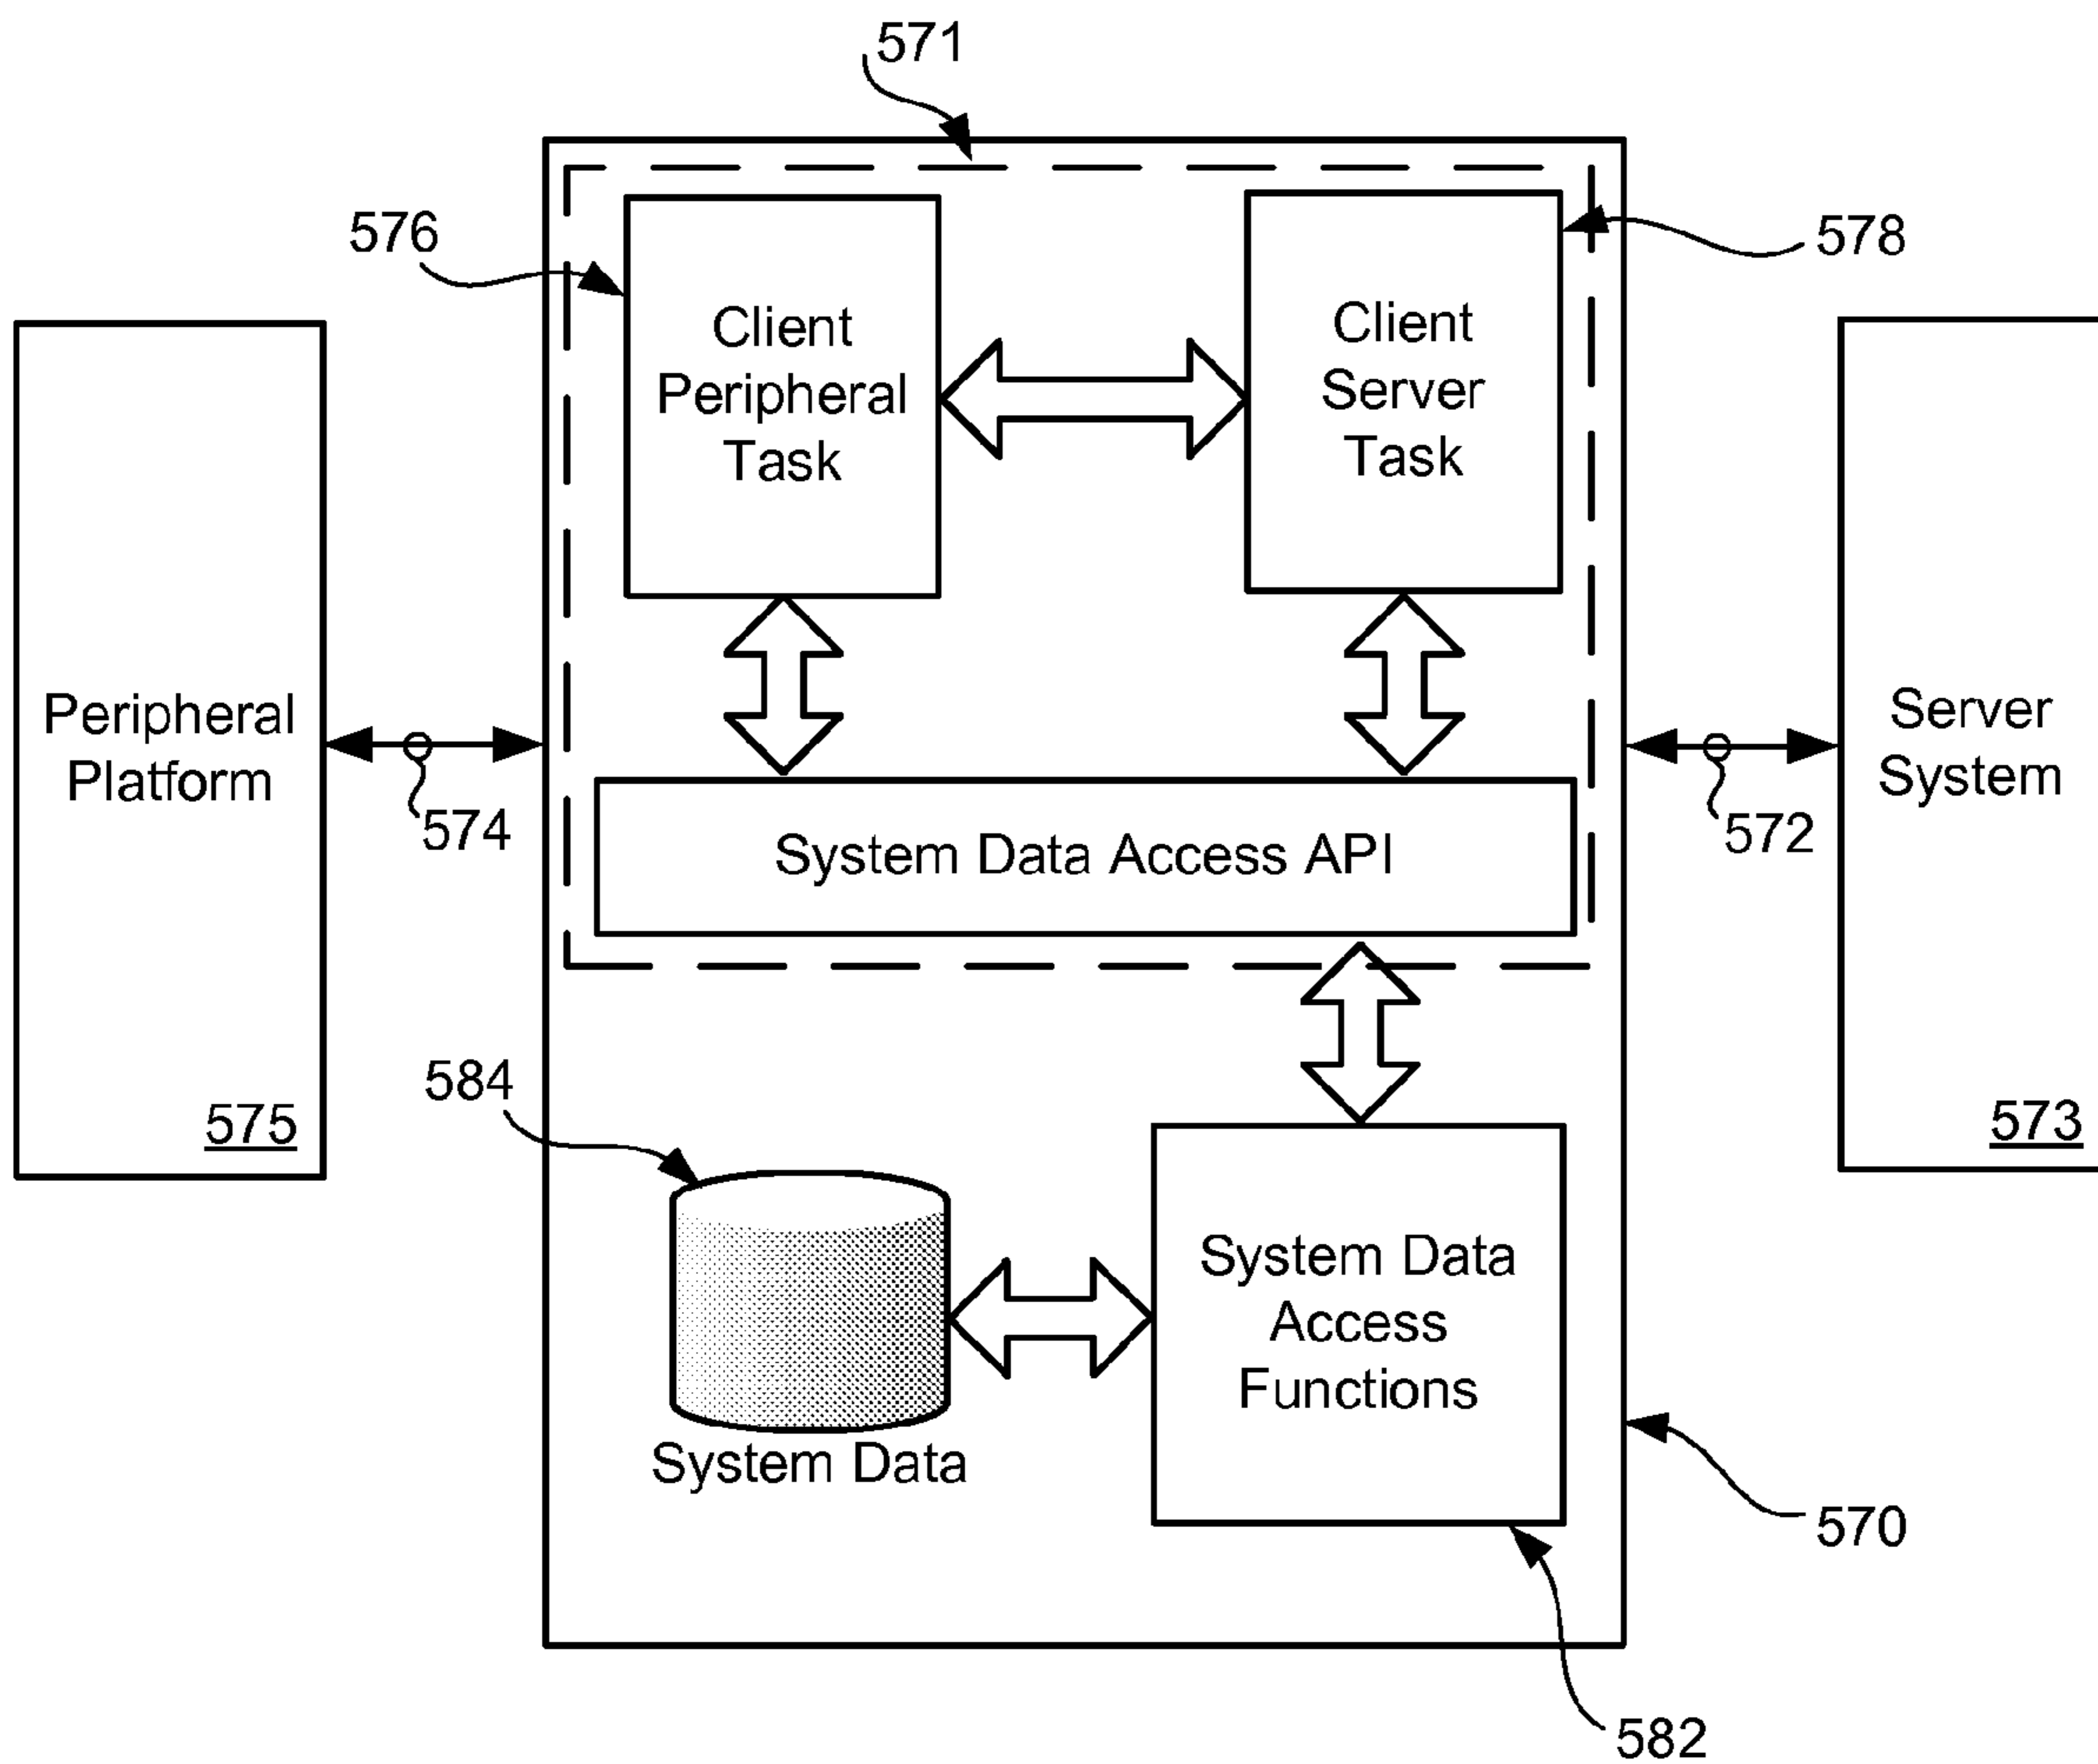 571
576
578
Client
Peripheral
Task
Client
Server
Task
Peripheral
Platform
574
Server
System
572
System Data Access API
584
575
573
System Data
Access
Functions
System Data
570
582